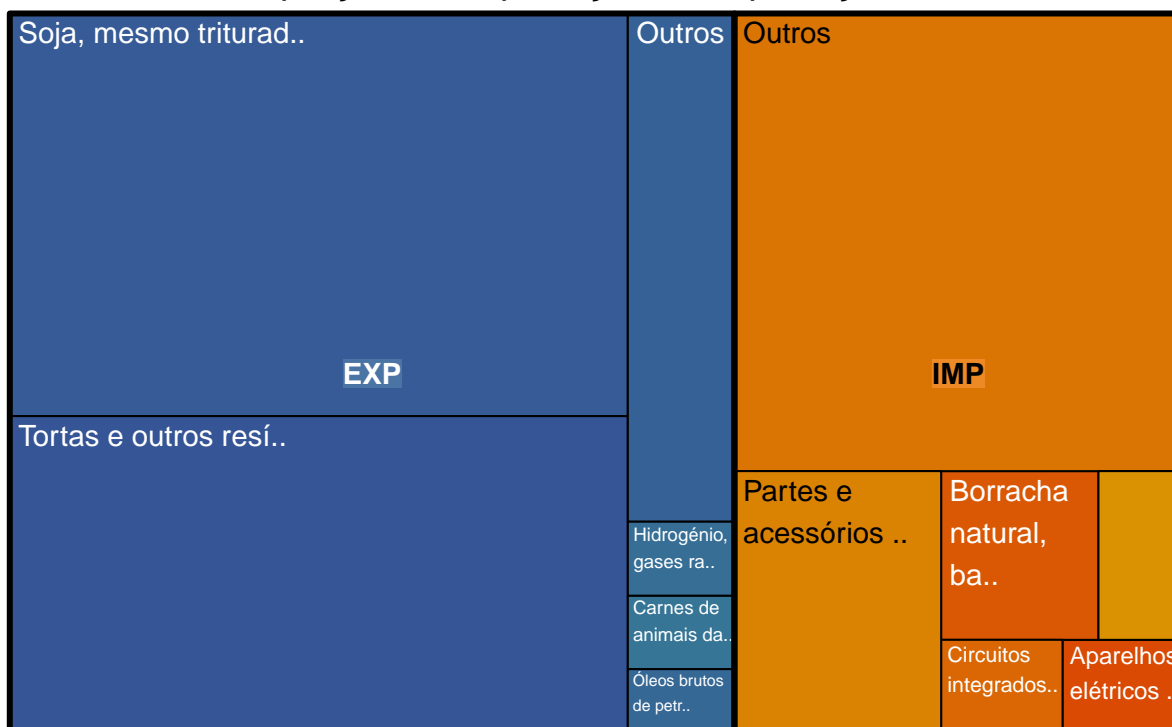 Soja, mesmo triturad..
Outros
EXP
Tortas e outros resí..
Hidrogénio,
gases ra..
Carnes de
animais da..
Óleos brutos
de petr..
Outros
IMP
Partes e
acessórios ..
Borracha
natural,
ba..
Circuitos
integrados..
Aparelhos
elétricos .